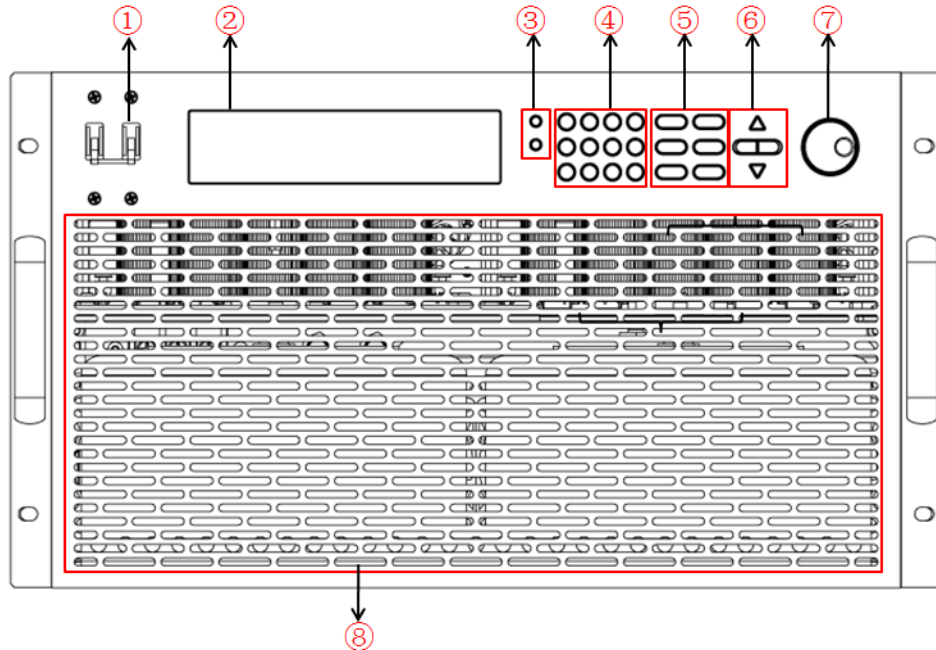 ① ② ③ ④ ⑤ ⑥ ⑦
⑧